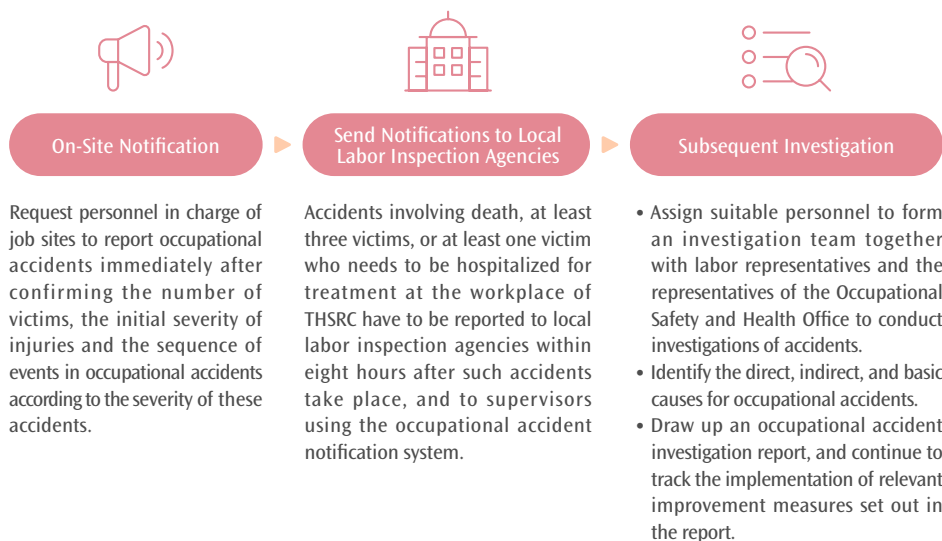 On-Site Notification
Request personnel in charge of
job sites to report occupational
accidents immediately after
confirming the number of
victims, the initial severity of
injuries and the sequence of
events in occupational accidents
according to the severity of these
accidents.
Send Notifications to Local
Labor Inspection Agencies
Accidents involving death, at least
three victims, or at least one victim
who needs to be hospitalized for
treatment at the workplace of
THSRC have to be reported to local
labor inspection agencies within
eight hours after such accidents
take place, and to supervisors
using the occupational accident
notification system.
Subsequent Investigation
• Assign suitable personnel to form
an investigation team together
with labor representatives and the
representatives of the Occupational
Safety and Health Office to conduct
investigations of accidents.
• Identify the direct, indirect, and basic
causes for occupational accidents.
• Draw up an occupational accident
investigation report, and continue to
track the implementation of relevant
improvement measures set out in
the report.